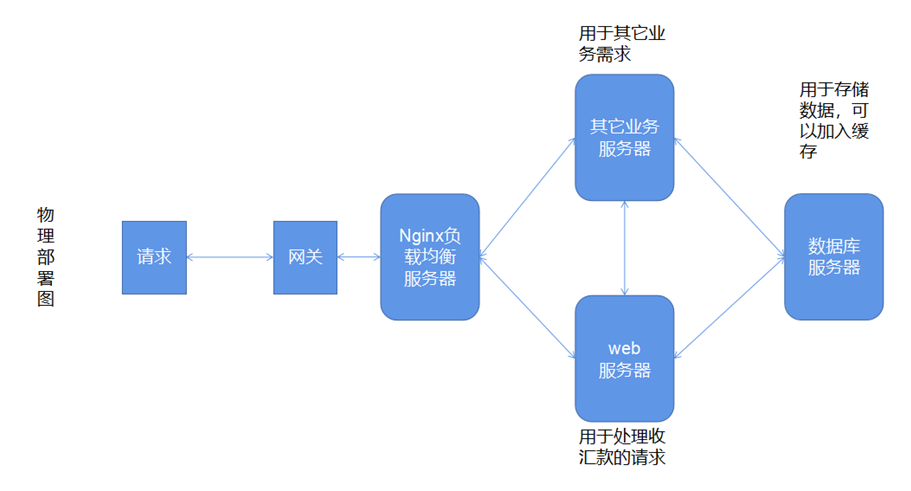 物
理
部
署
图
请求
网关
Nginx负
载均衡
服务器
用于其它业
务需求
其它业务
服务器
web
服务器
用于处理收
汇款的请求
用于存储
数据，可
以加入缓
存
数据库
服务器